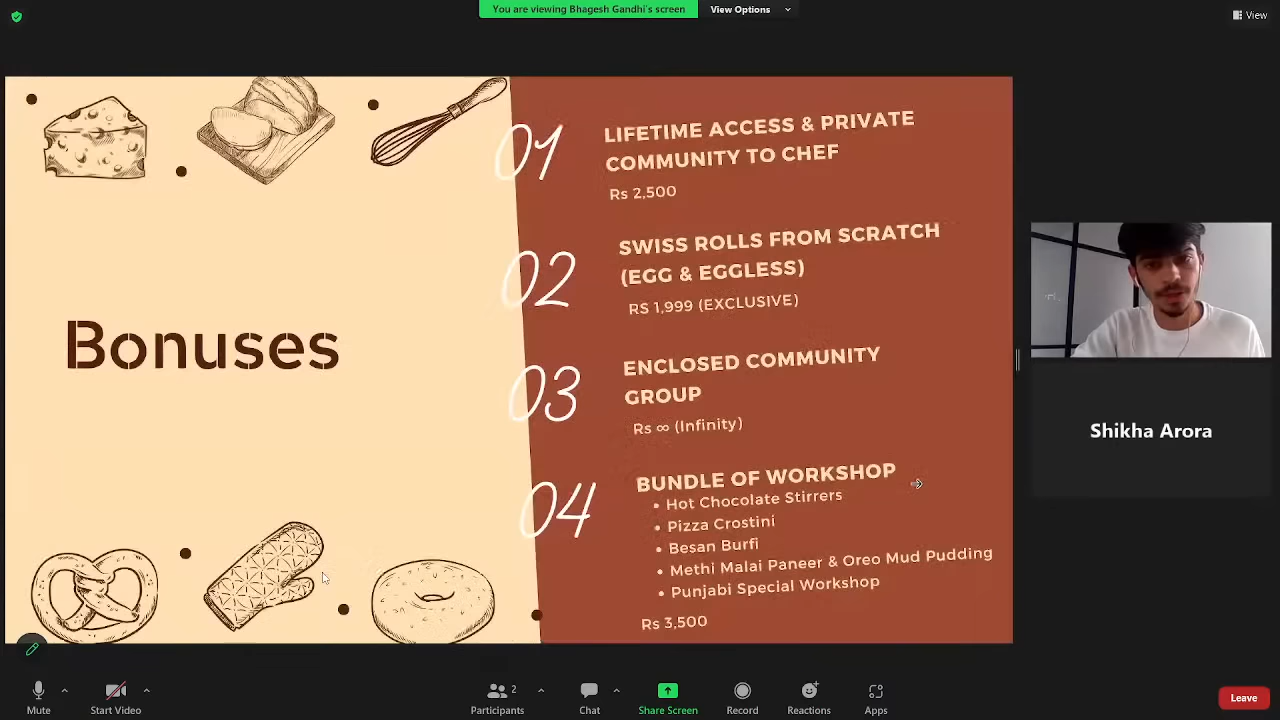 You are viewing Bhagesh Gandhi's screen
View Options
View
Bonuses
01
LIFETIME ACCESS & PRIVATE
COMMUNITY TO CHEF
Rs 2,500
02
SWISS ROLLS FROM SCRATCH
(EGG & EGGLESS)
RS 1,999 (EXCLUSIVE)
03
ENCLOSED COMMUNITY
GROUP
Rs ∞ (Infinity)
04
BUNDLE OF WORKSHOP
• Hot Chocolate Stirrers
• Pizza Crostini
• Besan Burfi
• Methi Malai Paneer & Oreo Mud Pudding
• Punjabi Special Workshop
Rs 3,500
Shikha Arora
Mute
Start Video
2
Participants
Chat
Share Screen
Record
Reactions
Apps
Leave